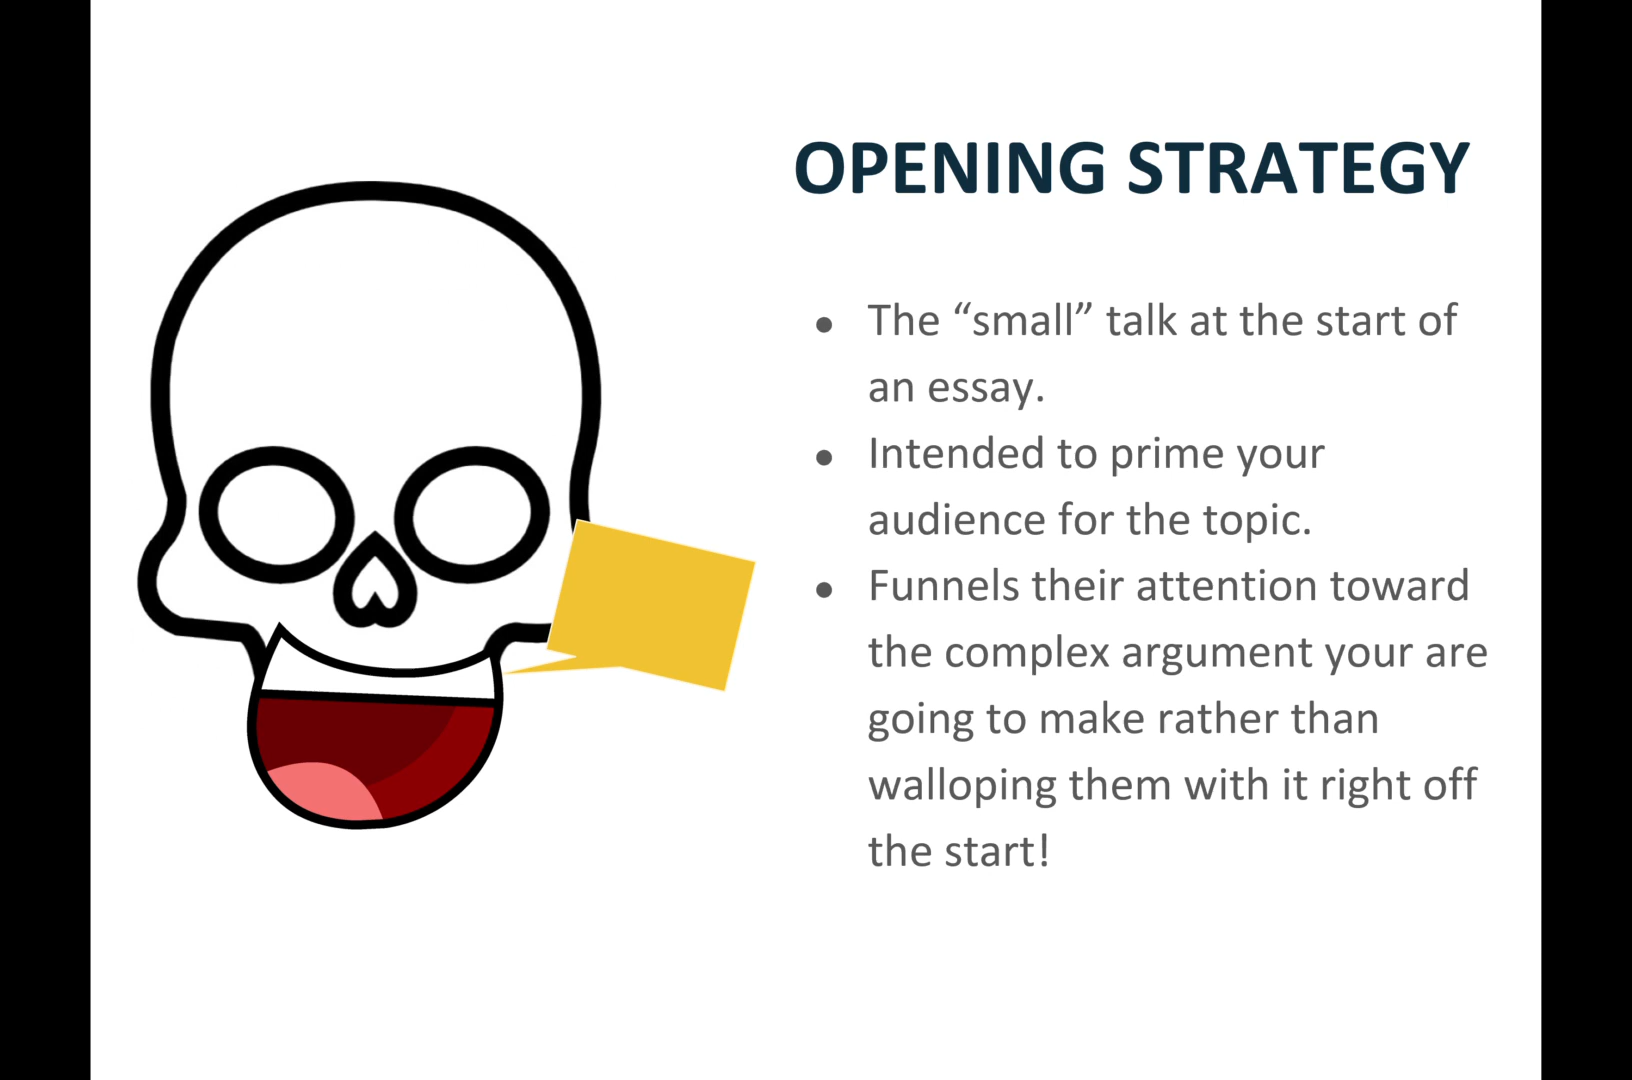 OPENING STRATEGY
● The “small” talk at the start of
an essay.
● Intended to prime your
audience for the topic.
● Funnels their attention toward
the complex argument your are
going to make rather than
walloping them with it right off
the start!